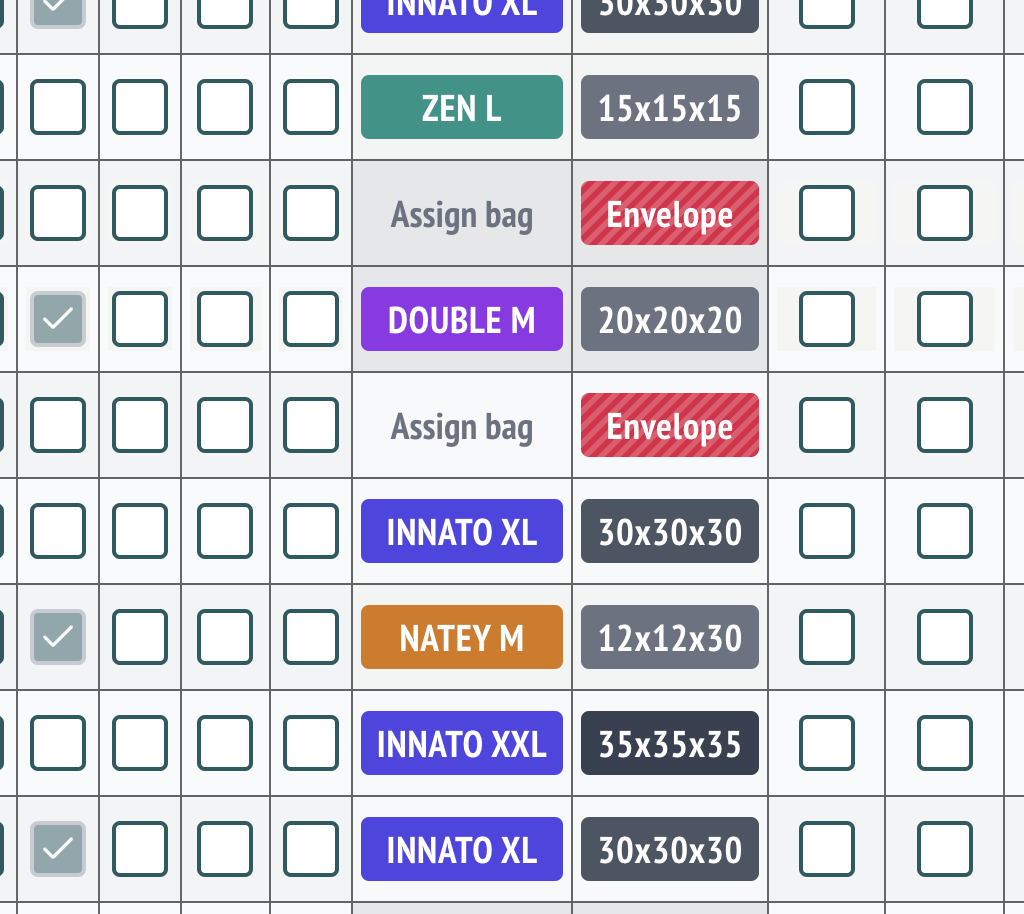 INNATO XL 30x30x30
ZEN L 15x15x15
Assign bag Envelope
DOUBLE M 20x20x20
Assign bag Envelope
INNATO XL 30x30x30
NATEY M 12x12x30
INNATO XXL 35x35x35
INNATO XL 30x30x30